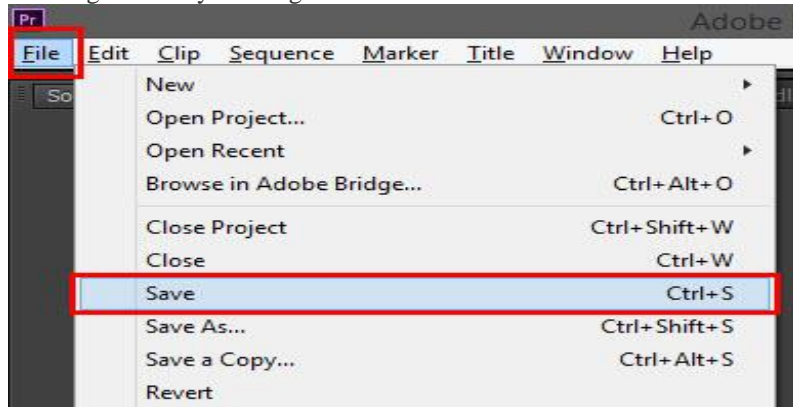 Pr Adobe
File Edit Clip Sequence Marker Title Window Help
So
New
Open Project... Ctrl+O
Open Recent
Browse in Adobe Bridge... Ctrl+Alt+O
Close Project Ctrl+Shift+W
Close Ctrl+W
Save Ctrl+S
Save As... Ctrl+Shift+S
Save a Copy... Ctrl+Alt+S
Revert